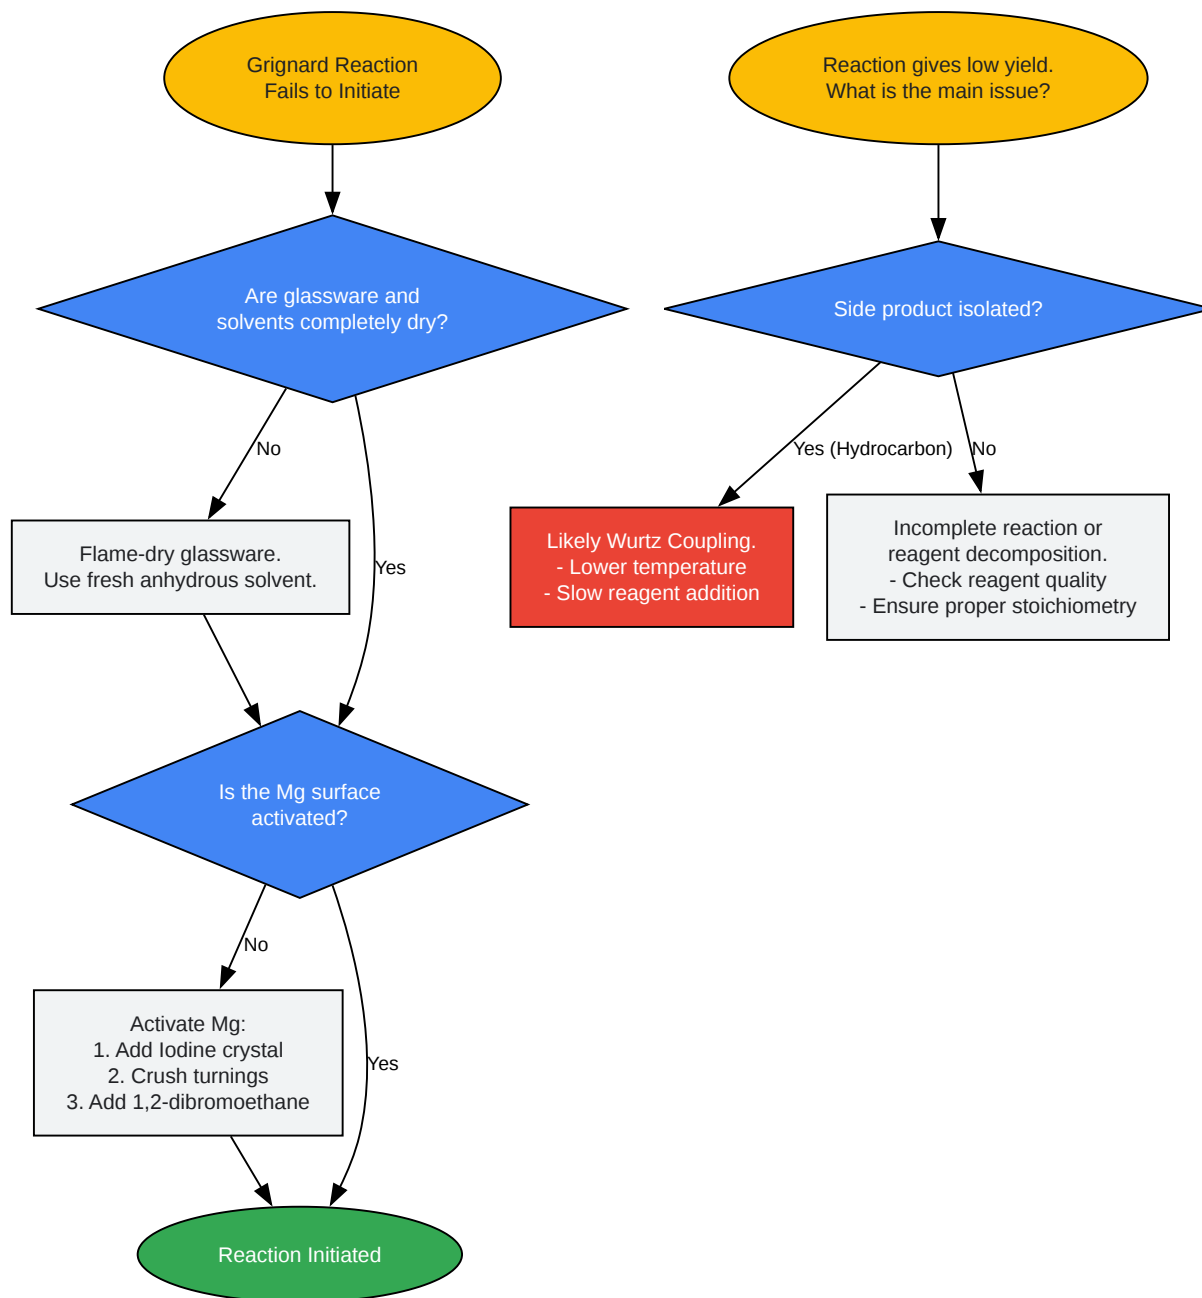 Grignard Reaction
Fails to Initiate
Are glassware and
solvents completely dry?
No
Yes
Flame-dry glassware.
Use fresh anhydrous solvent.
Is the Mg surface
activated?
No
Yes
Activate Mg:
1. Add Iodine crystal
2. Crush turnings
3. Add 1,2-dibromoethane
Reaction Initiated
Reaction gives low yield.
What is the main issue?
Side product isolated?
Yes (Hydrocarbon)
No
Likely Wurtz Coupling.
- Lower temperature
- Slow reagent addition
Incomplete reaction or
reagent decomposition.
- Check reagent quality
- Ensure proper stoichiometry